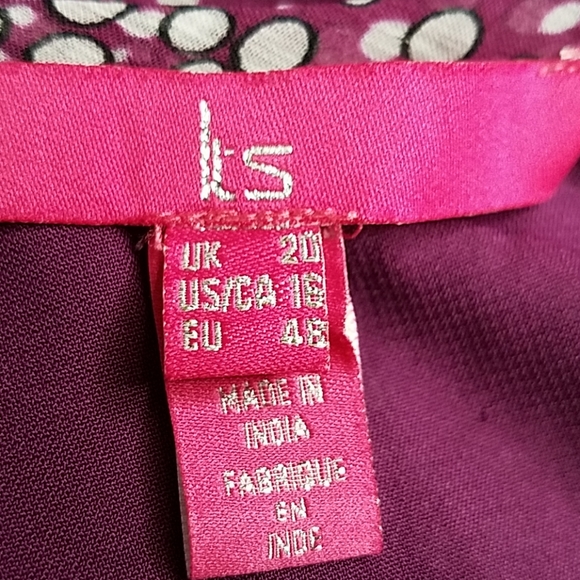 lts
UK 20
US/CA 16
EU 48
MADE IN
INDIA
FABRIQUE
EN
INDE